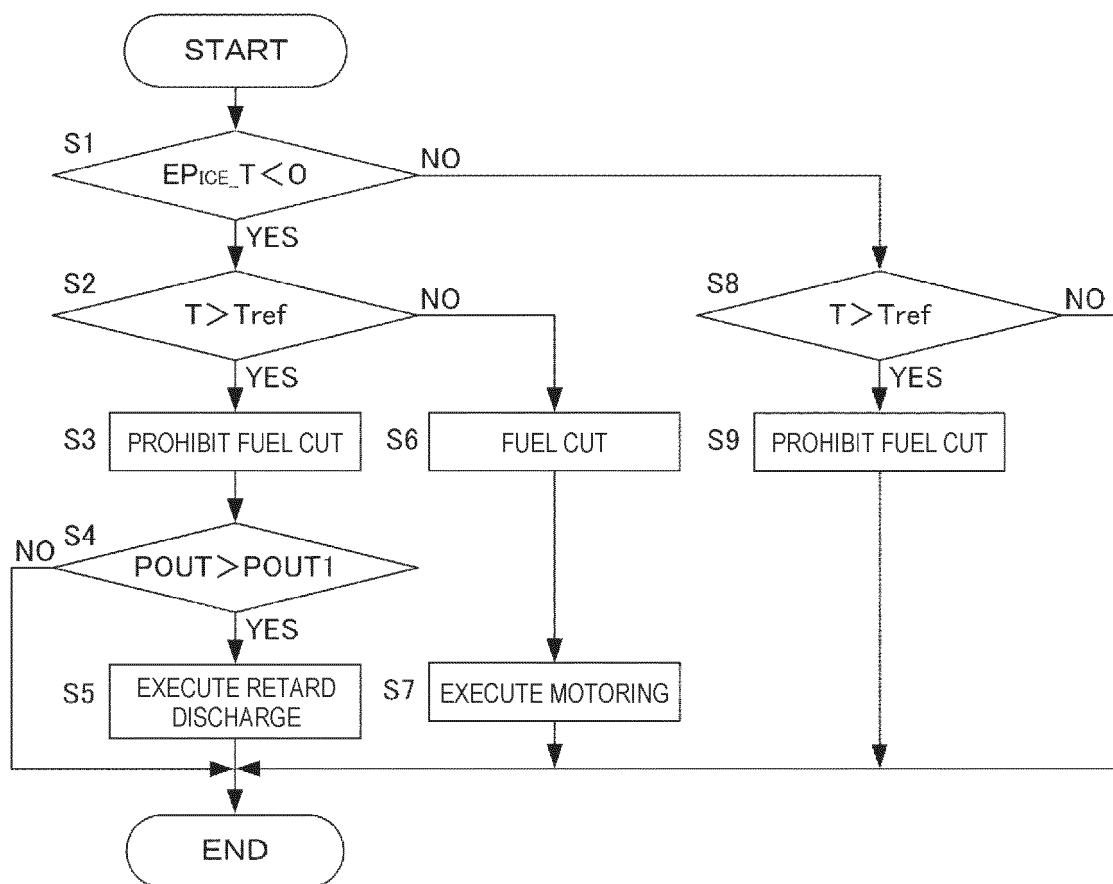 START
S1
EPICE_T<0
NO
YES
S2
T>Tref
NO
S8
T>Tref
NO
YES
YES
S3
PROHIBIT FUEL CUT
S6
FUEL CUT
S9
PROHIBIT FUEL CUT
S4
NO
POUT>POUT1
YES
S5
EXECUTE RETARD
DISCHARGE
S7
EXECUTE MOTORING
END